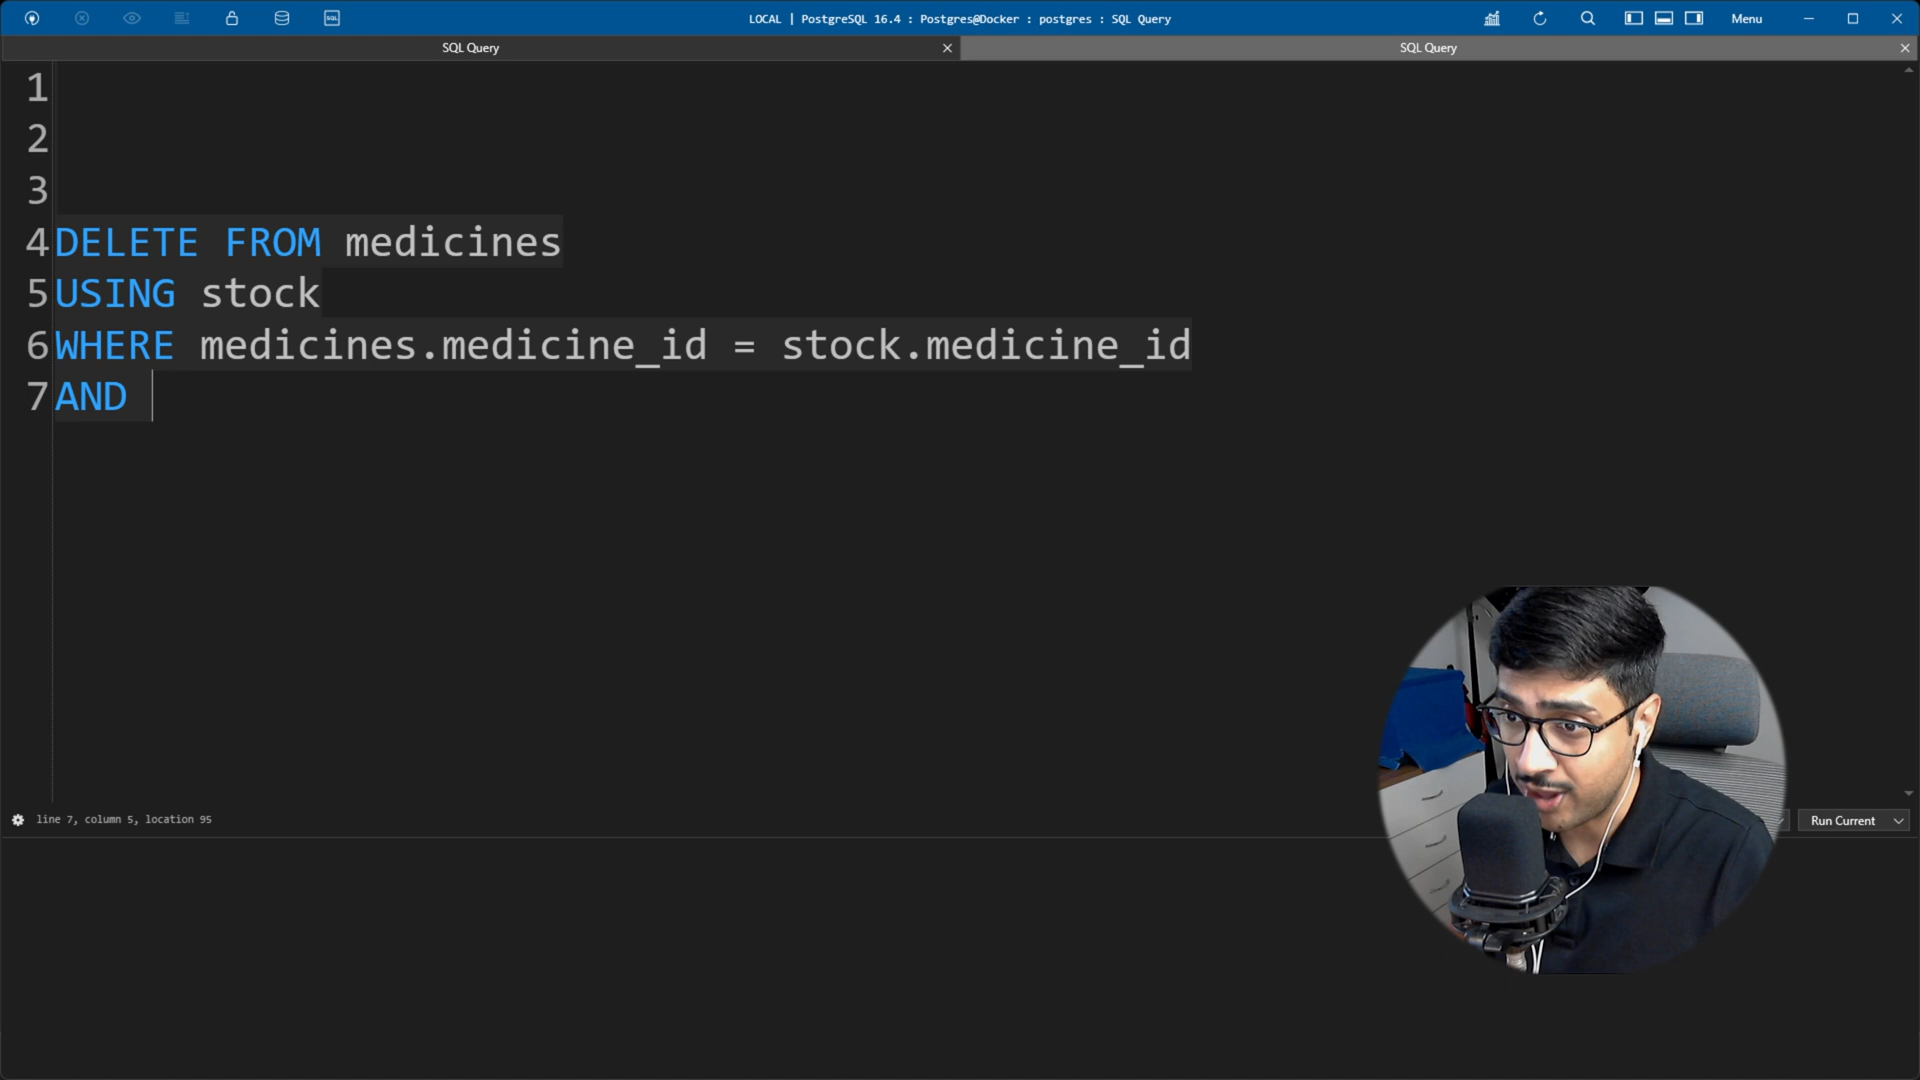 SQL
LOCAL | PostgreSQL 16.4 : Postgres@Docker : postgres : SQL Query
Menu
SQL Query
SQL Query
1
2
3
4 DELETE FROM medicines
5 USING stock
6 WHERE medicines.medicine_id = stock.medicine_id
7 AND
line 7, column 5, location 95
Run Current